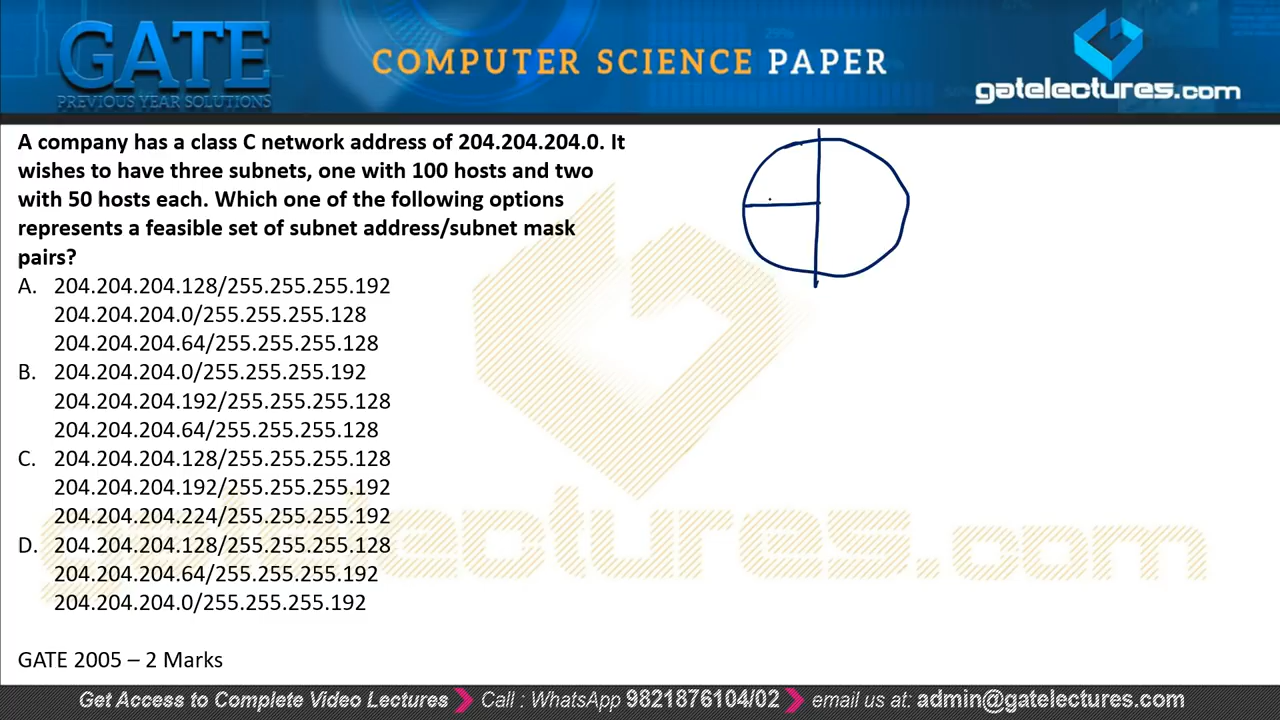 GATE
PREVIOUS YEAR SOLUTIONS
COMPUTER SCIENCE PAPER
gatelectures.com
A company has a class C network address of 204.204.204.0. It
wishes to have three subnets, one with 100 hosts and two
with 50 hosts each. Which one of the following options
represents a feasible set of subnet address/subnet mask
pairs?
A. 204.204.204.128/255.255.255.192
204.204.204.0/255.255.255.128
204.204.204.64/255.255.255.128
B. 204.204.204.0/255.255.255.192
204.204.204.192/255.255.255.128
204.204.204.64/255.255.255.128
C. 204.204.204.128/255.255.255.128
204.204.204.192/255.255.255.192
204.204.204.224/255.255.255.192
D. 204.204.204.128/255.255.255.128
204.204.204.64/255.255.255.192
204.204.204.0/255.255.255.192
gatelectures.com
GATE 2005 – 2 Marks
Get Access to Complete Video Lectures Call : WhatsApp 9821876104/02 email us at: admin@gatelectures.com